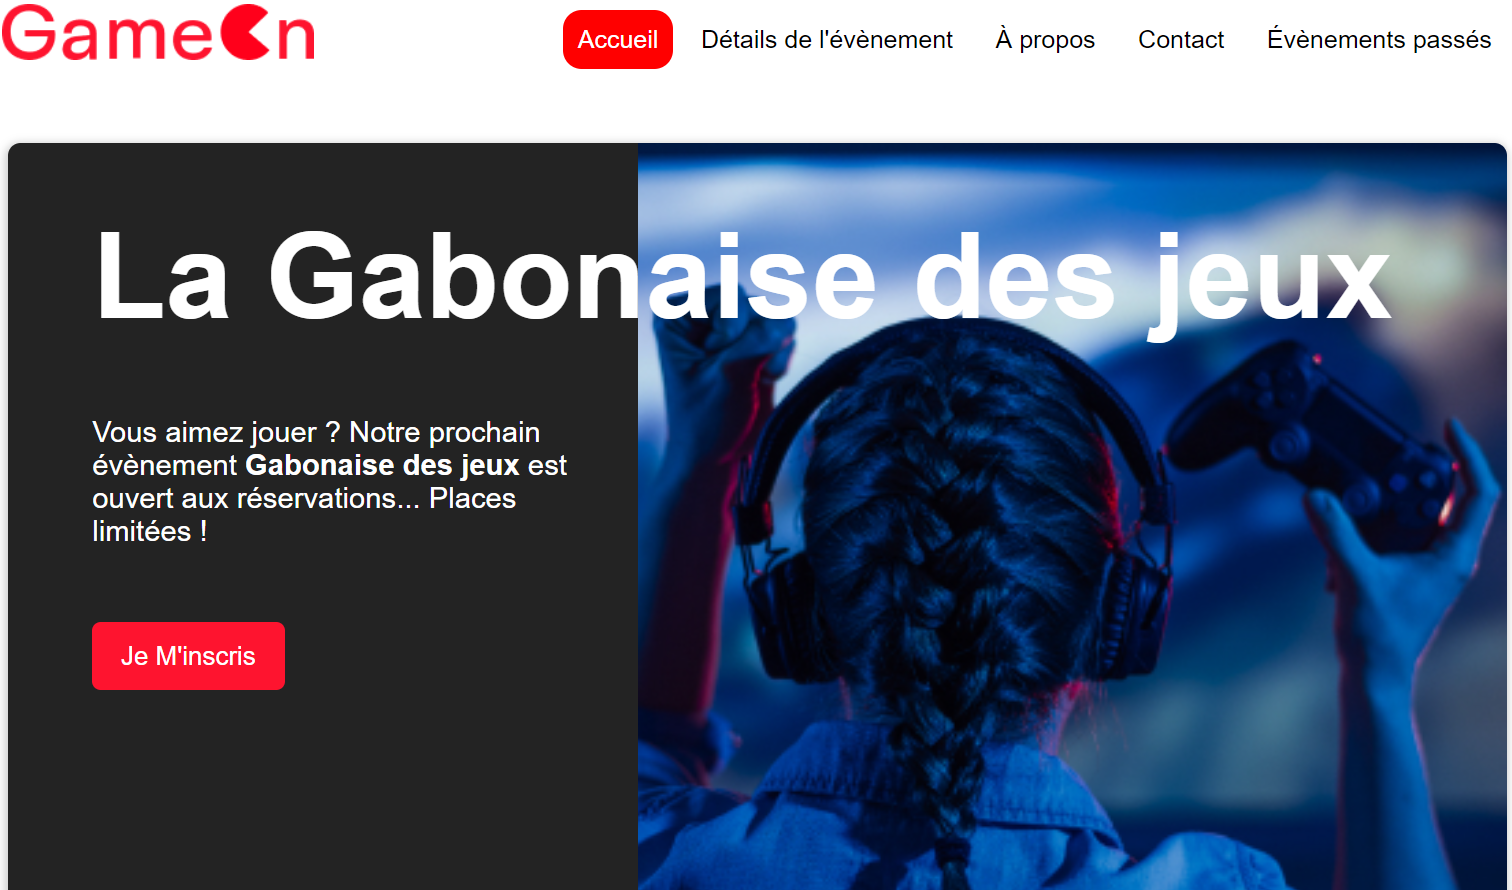 GameOn
Accueil
Détails de l'évènement
À propos
Contact
Évènements passés
La Gabonaise des jeux
Vous aimez jouer ? Notre prochain
évènement Gabonaise des jeux est
ouvert aux réservations... Places
limitées !
Je M'inscris